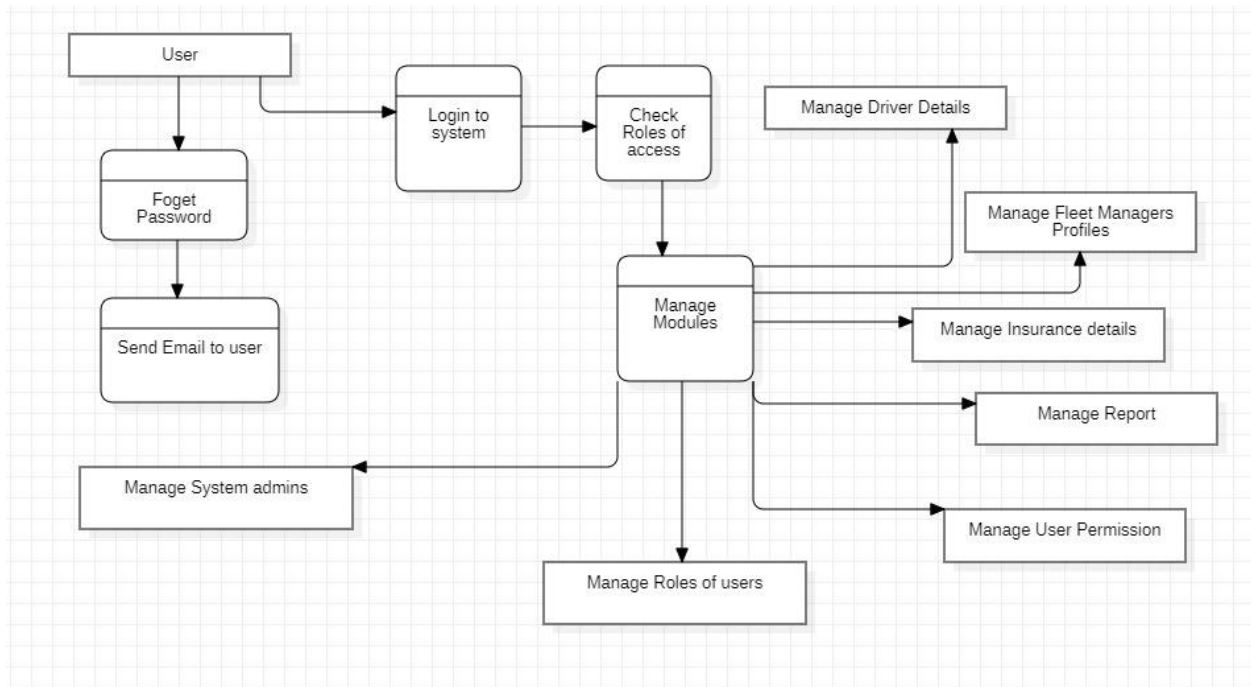 User
Login to
system
Check
Roles of
access
Manage Driver Details
Foget
Password
Manage Fleet Managers
Profiles
Manage
Modules
Manage Insurance details
Send Email to user
Manage Report
Manage System admins
Manage User Permission
Manage Roles of users